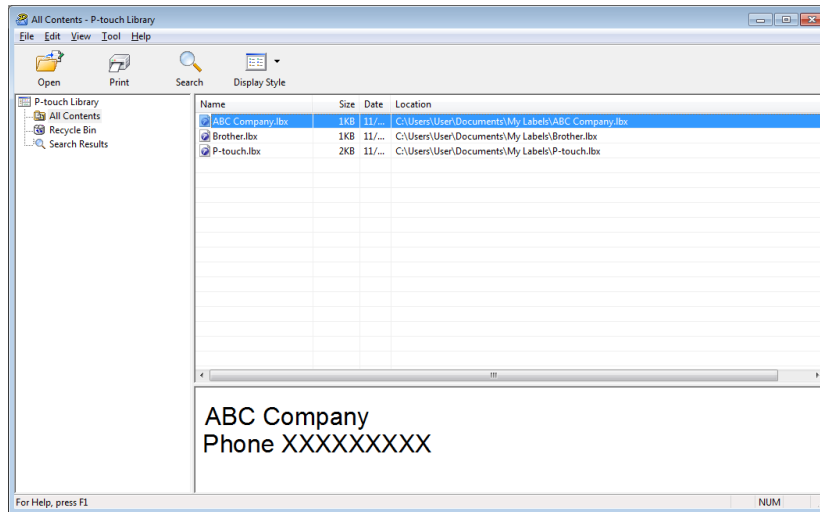 All Contents - P-touch Library
File Edit View Tool Help
Open Print Search Display Style
P-touch Library
All Contents
Recycle Bin
Search Results
Name Size Date Location
ABC Company.lbx 1KB 11/... C:\Users\User\Documents\My Labels\ABC Company.lbx
Brother.lbx 1KB 11/... C:\Users\User\Documents\My Labels\Brother.lbx
P-touch.lbx 2KB 11/... C:\Users\User\Documents\My Labels\P-touch.lbx
ABC Company
Phone XXXXXXXXX
For Help, press F1 NUM